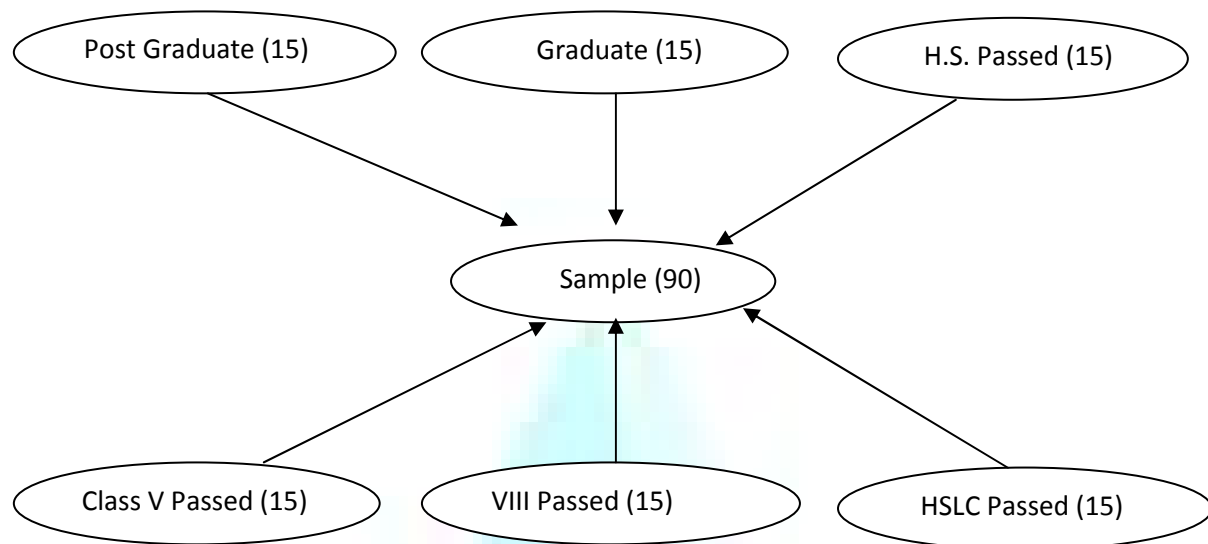 Post Graduate (15)
Graduate (15)
H.S. Passed (15)
Sample (90)
Class V Passed (15)
VIII Passed (15)
HSLC Passed (15)